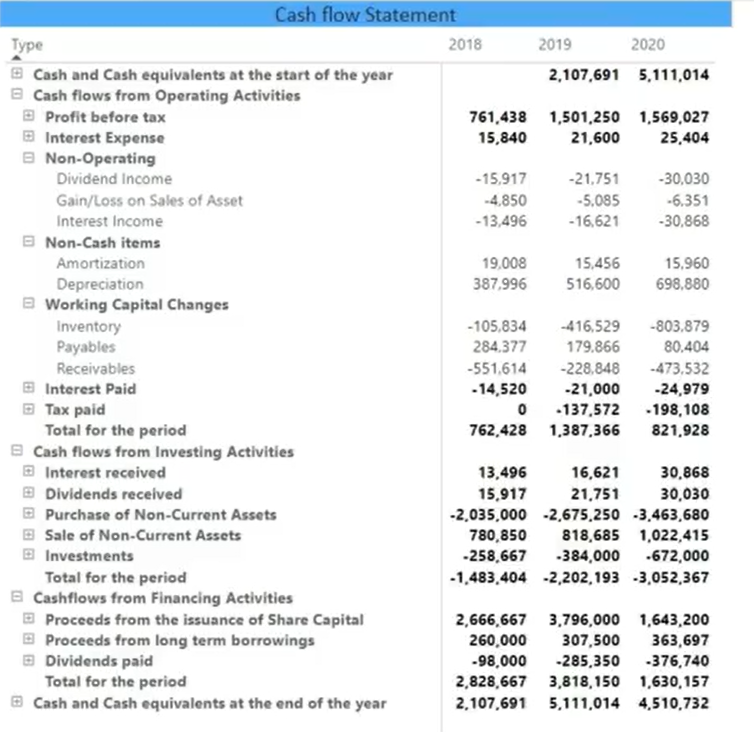 Cash flow Statement
Type 2018 2019 2020
Cash and Cash equivalents at the start of the year 2,107,691 5,111,014
Cash flows from Operating Activities
Profit before tax 761,438 1,501,250 1,569,027
Interest Expense 15,840 21,600 25,404
Non-Operating
Dividend Income -15,917 -21,751 -30,030
Gain/Loss on Sales of Asset -4,850 -5,085 -6,351
Interest Income -13,496 -16,621 -30,868
Non-Cash items
Amortization 19,008 15,456 15,960
Depreciation 387,996 516,600 698,880
Working Capital Changes
Inventory -105,834 -416,529 -803,879
Payables 284,377 179,866 80,404
Receivables -551,614 -228,848 -473,532
Interest Paid -14,520 -21,000 -24,979
Tax paid 0 -137,572 -198,108
Total for the period 762,428 1,387,366 821,928
Cash flows from Investing Activities
Interest received 13,496 16,621 30,868
Dividends received 15,917 21,751 30,030
Purchase of Non-Current Assets -2,035,000 -2,675,250 -3,463,680
Sale of Non-Current Assets 780,850 818,685 1,022,415
Investments -258,667 -384,000 -672,000
Total for the period -1,483,404 -2,202,193 -3,052,367
Cashflows from Financing Activities
Proceeds from the issuance of Share Capital 2,666,667 3,796,000 1,643,200
Proceeds from long term borrowings 260,000 307,500 363,697
Dividends paid -98,000 -285,350 -376,740
Total for the period 2,828,667 3,818,150 1,630,157
Cash and Cash equivalents at the end of the year 2,107,691 5,111,014 4,510,732